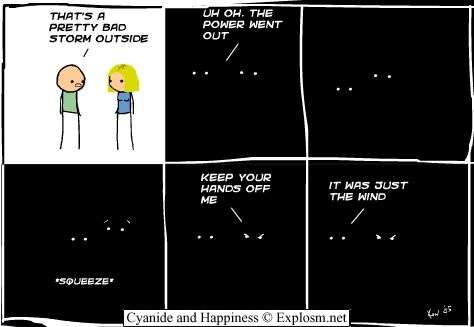 THAT'S A
PRETTY BAD
STORM OUTSIDE
UH OH. THE
POWER WENT
OUT
*SQUEEZE*
KEEP YOUR
HANDS OFF
ME
IT WAS JUST
THE WIND
Cyanide and Happiness © Explosm.net